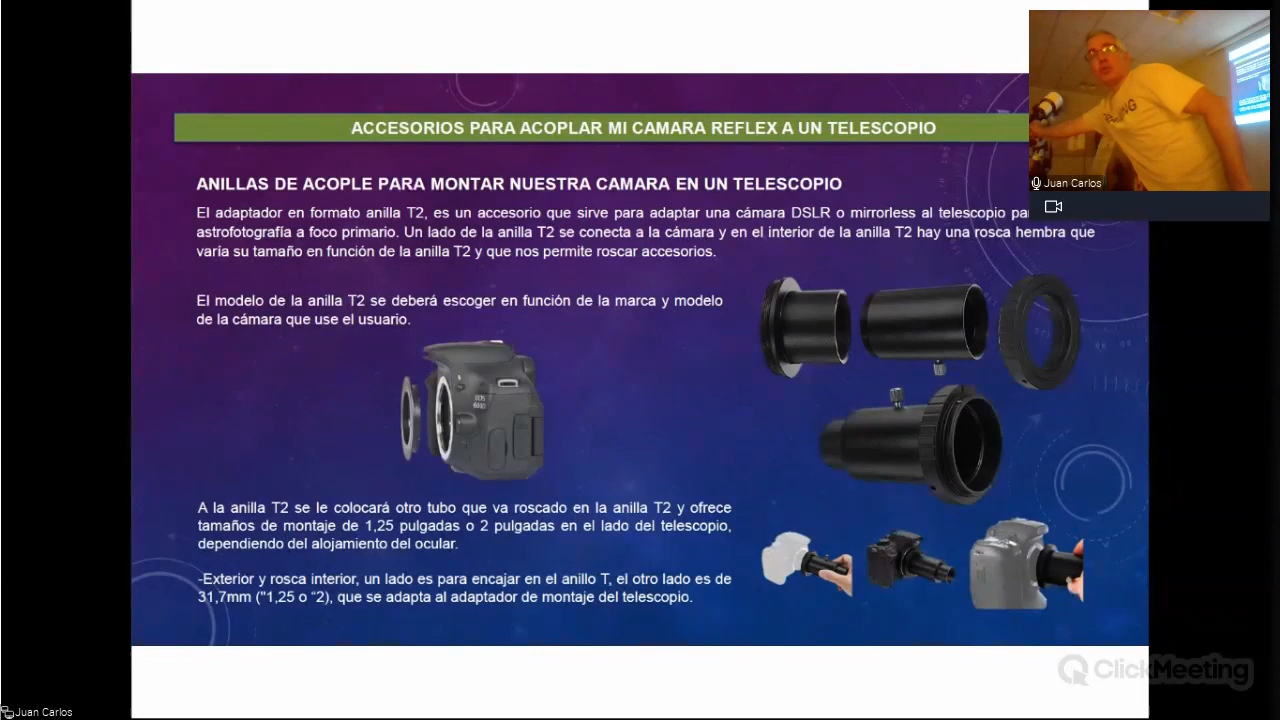 ACCESORIOS PARA ACOPLAR MI CAMARA REFLEX A UN TELESCOPIO
ANILLAS DE ACOPLE PARA MONTAR NUESTRA CAMARA EN UN TELESCOPIO
El adaptador en formato anilla T2, es un accesorio que sirve para adaptar una cámara DSLR o mirrorless al telescopio
astrofotografía a foco primario. Un lado de la anilla T2 se conecta a la cámara y en el interior de la anilla T2 hay una rosca hembra que
varía su tamaño en función de la anilla T2 y que nos permite roscar accesorios.
El modelo de la anilla T2 se deberá escoger en función de la marca y modelo
de la cámara que use el usuario.
EOS
600D
A la anilla T2 se le colocará otro tubo que va roscado en la anilla T2 y ofrece
tamaños de montaje de 1,25 pulgadas o 2 pulgadas en el lado del telescopio,
dependiendo del alojamiento del ocular.
-Exterior y rosca interior, un lado es para encajar en el anillo T, el otro lado es de
31,7mm ("1,25 o “2), que se adapta al adaptador de montaje del telescopio.
Juan Carlos
ClickMeeting
Juan Carlos